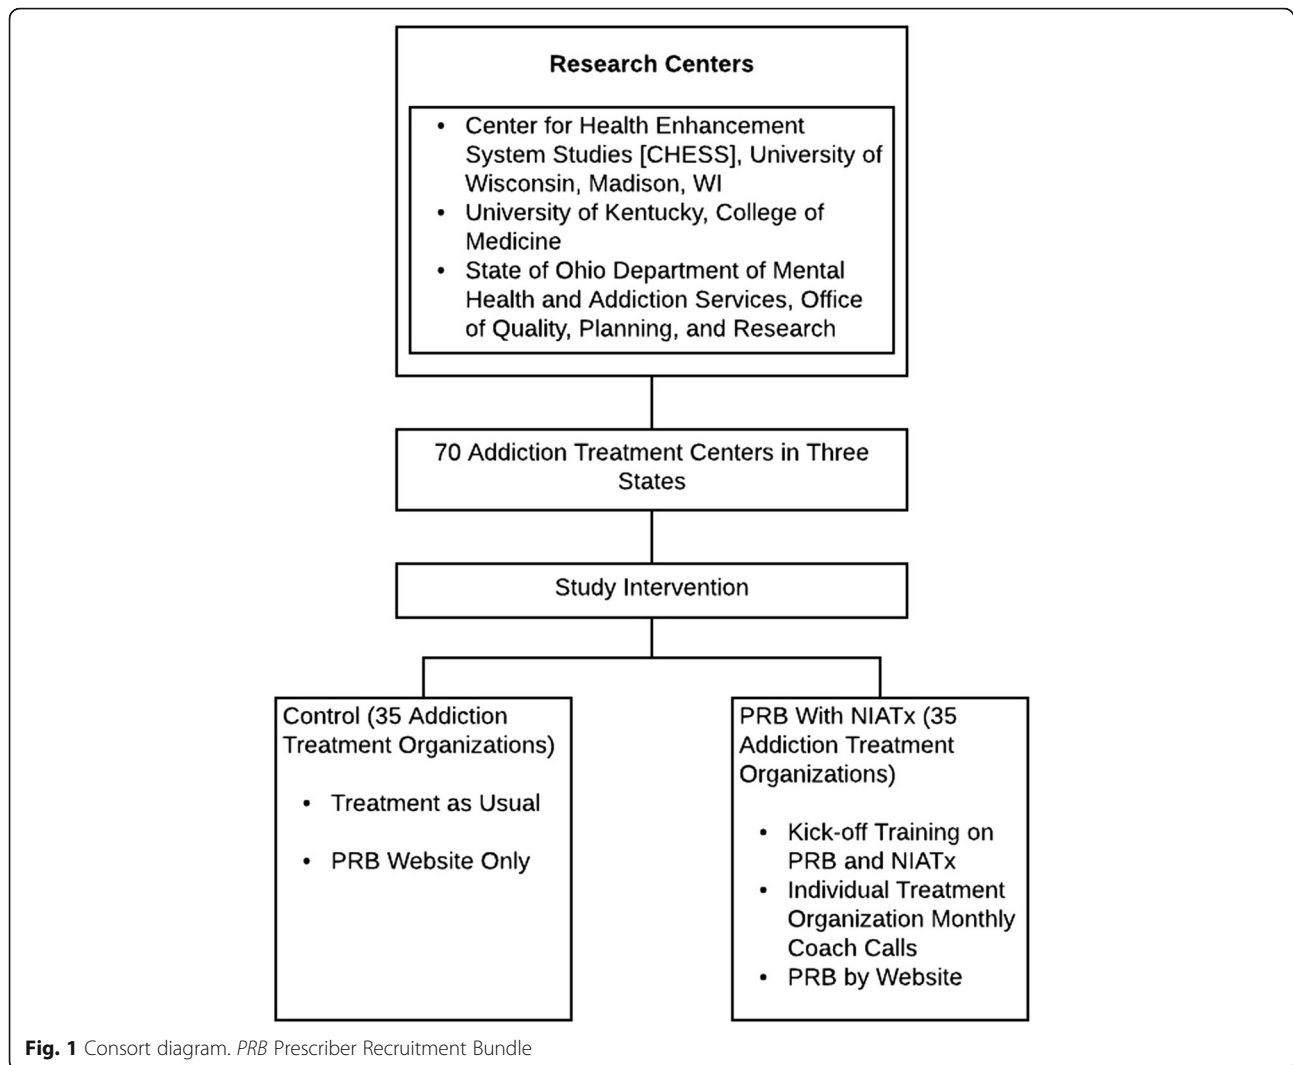 Research Centers
• Center for Health Enhancement
System Studies [CHESS], University of
Wisconsin, Madison, WI
• University of Kentucky, College of
Medicine
• State of Ohio Department of Mental
Health and Addiction Services, Office
of Quality, Planning, and Research
70 Addiction Treatment Centers in Three
States
Study Intervention
Control (35 Addiction
Treatment Organizations)
• Treatment as Usual
• PRB Website Only
PRB With NIATx (35
Addiction Treatment
Organizations)
• Kick-off Training on
PRB and NIATx
• Individual Treatment
Organization Monthly
Coach Calls
• PRB by Website
Fig. 1 Consort diagram. PRB Prescriber Recruitment Bundle